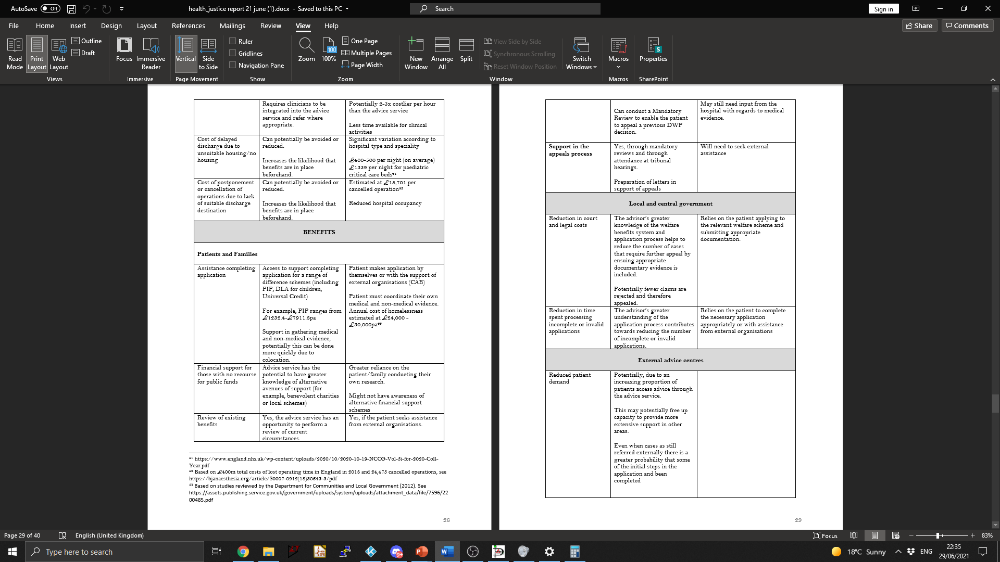 AutoSave Off
health_justice report 21 june (1).docx - Saved to this PC
Search
Sign in
File Home Insert Design Layout References Mailings Review View Help
Share Comments
Read Mode
Print Layout
Web Layout
Outline
Draft
Views
Focus
Immersive Reader
Immersive
Vertical
Side to Side
Page Movement
Ruler
Gridlines
Navigation Pane
Show
Zoom
100
100%
One Page
Multiple Pages
Page Width
Zoom
New Window
Arrange All
Split
View Side by Side
Synchronous Scrolling
Reset Window Position
Switch Windows
Window
Macros
Macros
Properties
SharePoint
Requires clinicians to be
integrated into the advice
service and refer where
appropriate.
Potentially 2-3x costlier per hour
than the advice service
Less time available for clinical
activities
Cost of delayed
discharge due to
unsuitable housing/no
housing
Can potentially be avoided or
reduced.
Increases the likelihood that
benefits are in place
beforehand.
Significant variation according to
hospital type and speciality
£400-500 per night (on average)
£1339 per night for paediatric
critical care beds⁴¹
Cost of postponement
or cancellation of
operations due to lack
of suitable discharge
destination
Can potentially be avoided or
reduced.
Increases the likelihood that
benefits are in place
beforehand.
Estimated at £15,701 per
cancelled operation⁴²
Reduced hospital occupancy
BENEFITS
Patients and Families
Assistance completing
application
Access to support completing
application for a range of
difference schemes (including
PIP, DLA for children,
Universal Credit)
For example, PIP ranges from
£1232.4-£7911.8pa
Support in gathering medical
and non-medical evidence,
potentially this can be done
more quickly due to
colocation.
Patient makes application by
themselves or with the support of
external organisations (CAB)
Patient must coordinate their own
medical and non-medical evidence.
Annual cost of homelessness
estimated at £24,000 -
£30,000pa⁴³
Financial support for
those with no recourse
for public funds
Advice service has the
potential to have greater
knowledge of alternative
avenues of support (for
example, benevolent charities
or local schemes)
Greater reliance on the
patient/family conducting their
own research.
Might not have awareness of
alternative financial support
schemes
Review of existing
benefits
Yes, the advice service has an
opportunity to perform a
review of current
circumstances.
Yes, if the patient seeks assistance
from external organisations.
⁴¹ https://www.england.nhs.uk/wp-content/uploads/2020/10/2020-10-19-NCCG-Vol-5i-for-2020-Coll-
Year.pdf
⁴² Based on £400m total costs of lost operating time in England in 2015 and 24,475 cancelled operations, see
https://bjanaesthesia.org/article/S0007-0912(18)30643-3/pdf
⁴³ Based on studies reviewed by the Department for Communities and Local Government (2012). See
https://assets.publishing.service.gov.uk/government/uploads/system/uploads/attachment_data/file/7596/22
00485.pdf
28
Can conduct a Mandatory
Review to enable the patient
to appeal a previous DWP
decision.
May still need input from the
hospital with regards to medical
evidence.
Support in the
appeals process
Yes, through mandatory
reviews and through
attendance at tribunal
hearings.
Preparation of letters in
support of appeals
Will need to seek external
assistance
Local and central government
Reduction in court
and legal costs
The advisor's greater
knowledge of the welfare
benefits system and
application process helps to
reduce the number of cases
that require further appeal by
ensuing appropriate
documentary evidence is
included.
Potentially fewer claims are
rejected and therefore
appealed.
Relies on the patient applying to
the relevant welfare scheme and
submitting appropriate
documentation.
Reduction in time
spent processing
incomplete or invalid
applications
The advisor's greater
understanding of the
application process contributes
towards reducing the number
of incomplete or invalid
applications.
Relies on the patient to complete
the necessary application
appropriately or with assistance
from external organisations
External advice centres
Reduced patient
demand
Potentially, due to an
increasing proportion of
patients access advice through
the advice service.
This may potentially free up
capacity to provide more
extensive support in other
areas.
Even when cases as still
referred externally there is a
greater probability that some
of the initial steps in the
application and been
completed
29
Page 29 of 40
English (United Kingdom)
Focus
83%
Type here to search
9+
18°C Sunny
ENG
22:35
29/06/2021